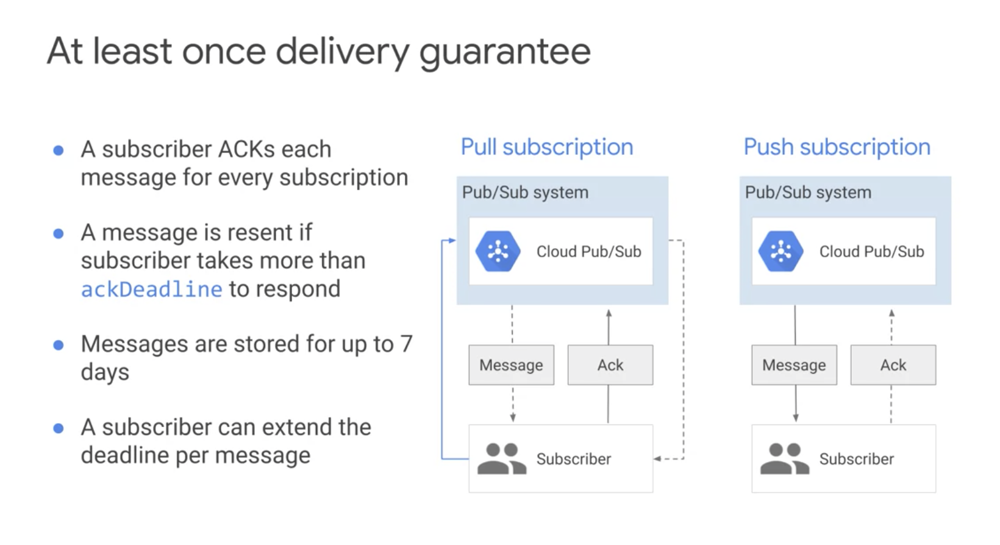 At least once delivery guarantee
A subscriber ACKs each
message for every subscription
A message is resent if
subscriber takes more than
ackDeadline to respond
Messages are stored for up to 7
days
A subscriber can extend the
deadline per message
Pull subscription
Pub/Sub system
Cloud Pub/Sub
Message
Ack
Subscriber
Push subscription
Pub/Sub system
Cloud Pub/Sub
Message
Ack
Subscriber